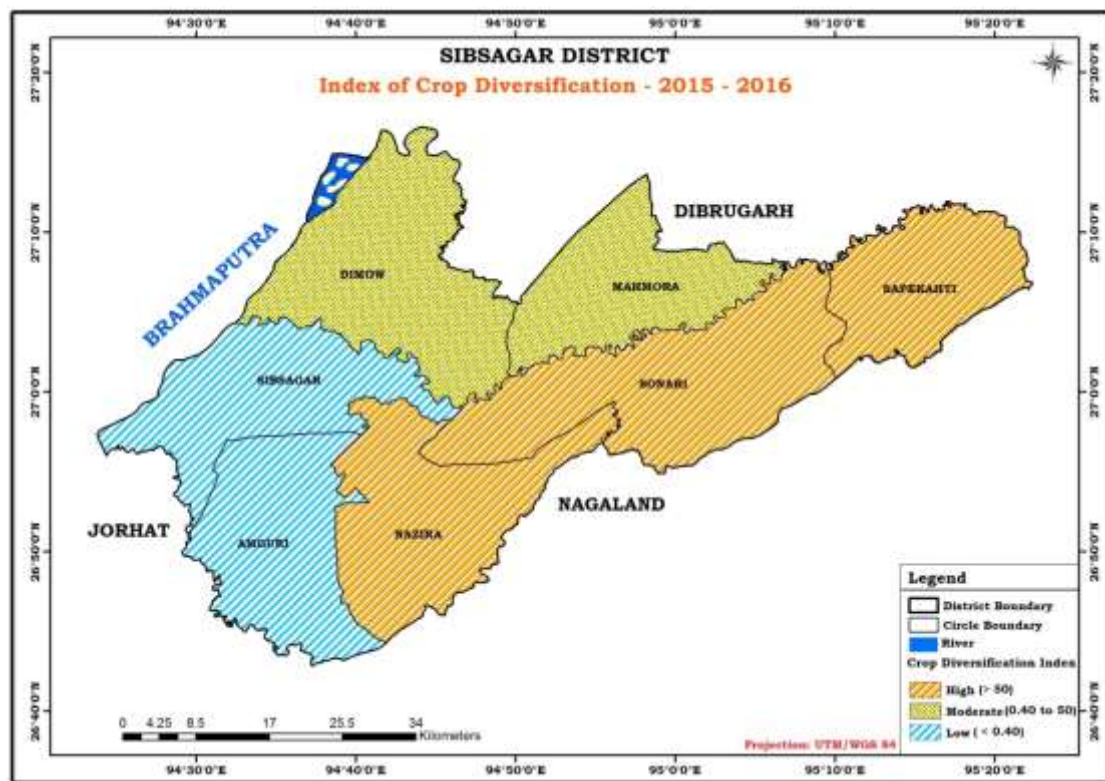 94°30'0"E 94°40'0"E 94°50'0"E 95°0'0"E 95°10'0"E 95°20'0"E
SIBSAGAR DISTRICT
Index of Crop Diversification - 2015 - 2016
27°20'0"N 27°20'0"N
DIBRUGARH
27°10'0"N 27°10'0"N
BRAHMAPUTRA
DIMOW
MAHMORA
SAPEKAHTI
SIBSAGAR
SONARI
27°0'0"N 27°0'0"N
NAGALAND
JORHAT
AMGURI
NAZIRA
26°50'0"N 26°50'0"N
Legend
District Boundary
Circle Boundary
River
Crop Diversification Index
High (> 50)
Moderate (0.40 to 50)
Low ( < 0.40)
26°40'0"N 26°40'0"N
0 4.25 8.5 17 25.5 34
Kilometers
Projection: UTM/WGS 84
94°30'0"E 94°40'0"E 94°50'0"E 95°0'0"E 95°10'0"E 95°20'0"E